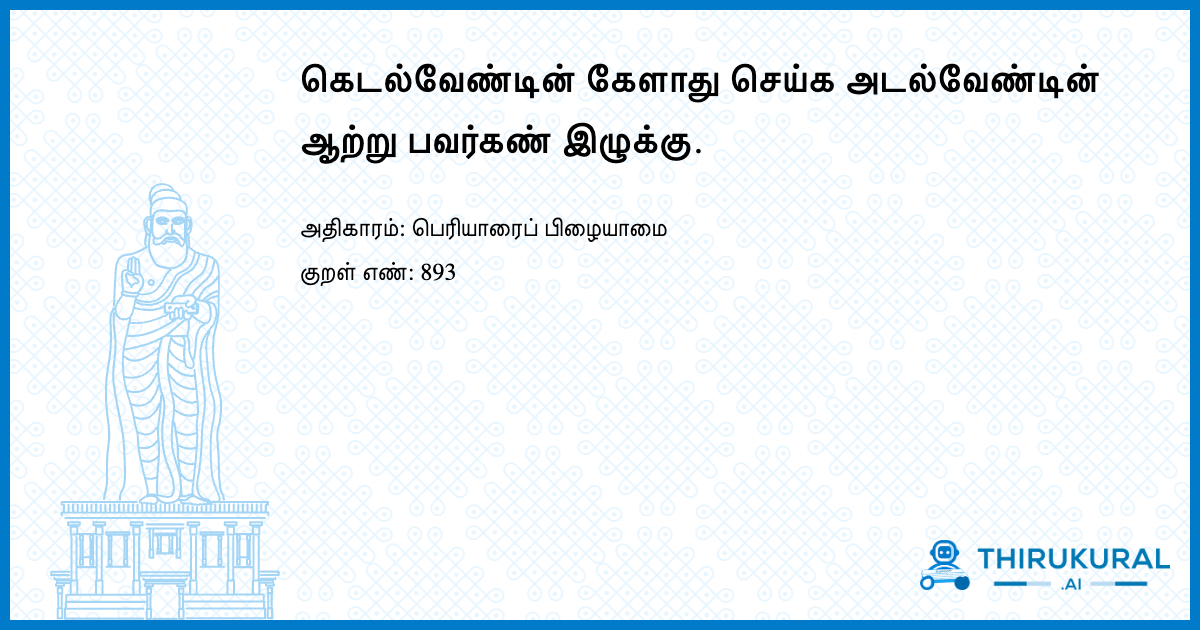 கெடல்வேண்டின் கேளாது செய்க அடல்வேண்டின்
ஆற்று பவர்கண் இழுக்கு.
அதிகாரம்: பெரியாரைப் பிழையாமை
குறள் எண்: 893
THIRUKURAL
.AI